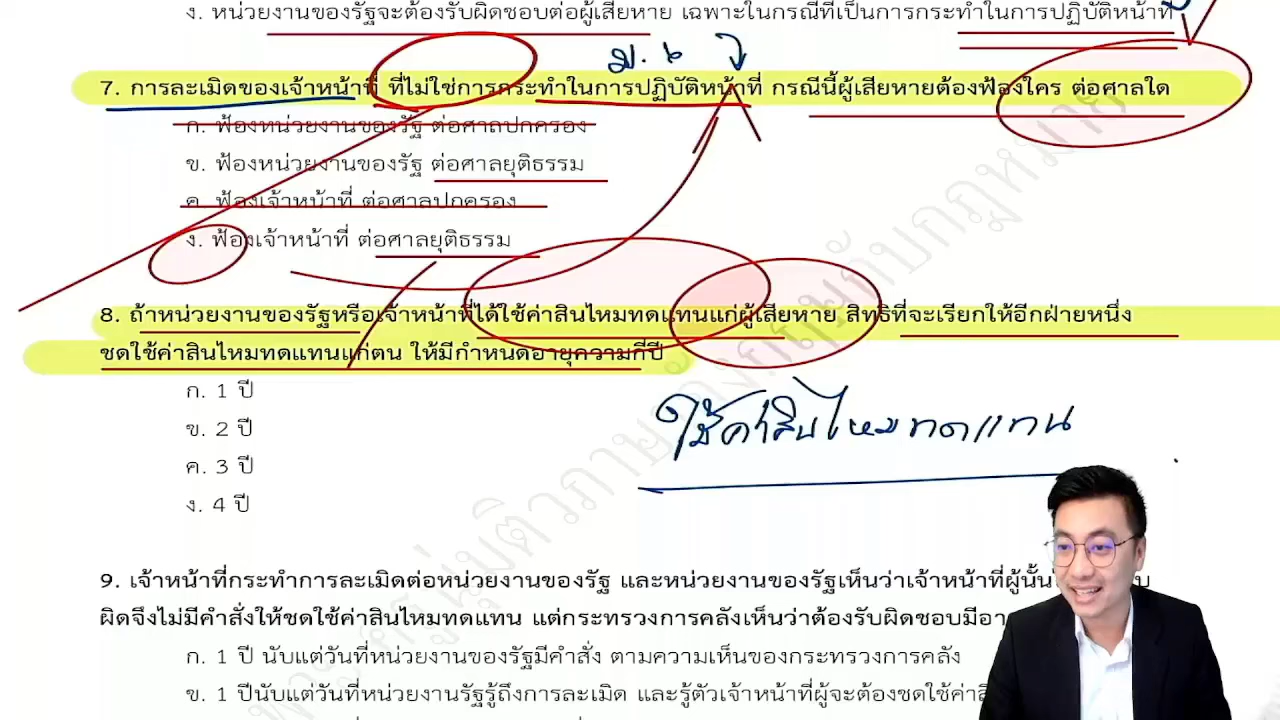 ง. หน่วยงานของรัฐจะต้องรับผิดชอบต่อผู้เสียหาย เฉพาะในกรณีที่เป็นการกระทำในการปฏิบัติหน้าที่
ม. ๖
7. การละเมิดของเจ้าหน้าที่ ที่ไม่ใช่การกระทำในการปฏิบัติหน้าที่ กรณีนี้ผู้เสียหายต้องฟ้องใคร ต่อศาลใด
ก. ฟ้องหน่วยงานของรัฐ ต่อศาลปกครอง
ข. ฟ้องหน่วยงานของรัฐ ต่อศาลยุติธรรม
ค. ฟ้องเจ้าหน้าที่ ต่อศาลปกครอง
ง. ฟ้องเจ้าหน้าที่ ต่อศาลยุติธรรม
8. ถ้าหน่วยงานของรัฐหรือเจ้าหน้าที่ได้ใช้ค่าสินไหมทดแทนแก่ผู้เสียหาย สิทธิที่จะเรียกให้อีกฝ่ายหนึ่ง
ชดใช้ค่าสินไหมทดแทนแก่ตน ให้มีกำหนดอายุความกี่ปี
ก. 1 ปี
ข. 2 ปี
ค. 3 ปี
ง. 4 ปี
ใช้ค่าสินไหมทดแทน
9. เจ้าหน้าที่กระทำการละเมิดต่อหน่วยงานของรัฐ และหน่วยงานของรัฐเห็นว่าเจ้าหน้าที่ผู้นั้น
ผิดจึงไม่มีคำสั่งให้ชดใช้ค่าสินไหมทดแทน แต่กระทรวงการคลังเห็นว่าต้องรับผิดชอบมีอา
ก. 1 ปี นับแต่วันที่หน่วยงานของรัฐมีคำสั่ง ตามความเห็นของกระทรวงการคลัง
ข. 1 ปีนับแต่วันที่หน่วยงานรัฐรู้ถึงการละเมิด และรู้ตัวเจ้าหน้าที่ผู้จะต้องชดใช้ค่า